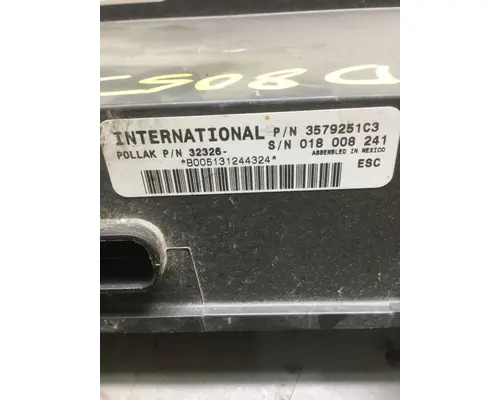 D805
INTERNATIONAL P/N 3579251C3
POLLAK P/N 32326- S/N 018 008 241
*B005131244324* ASSEMBLED IN MEXICO
ESC